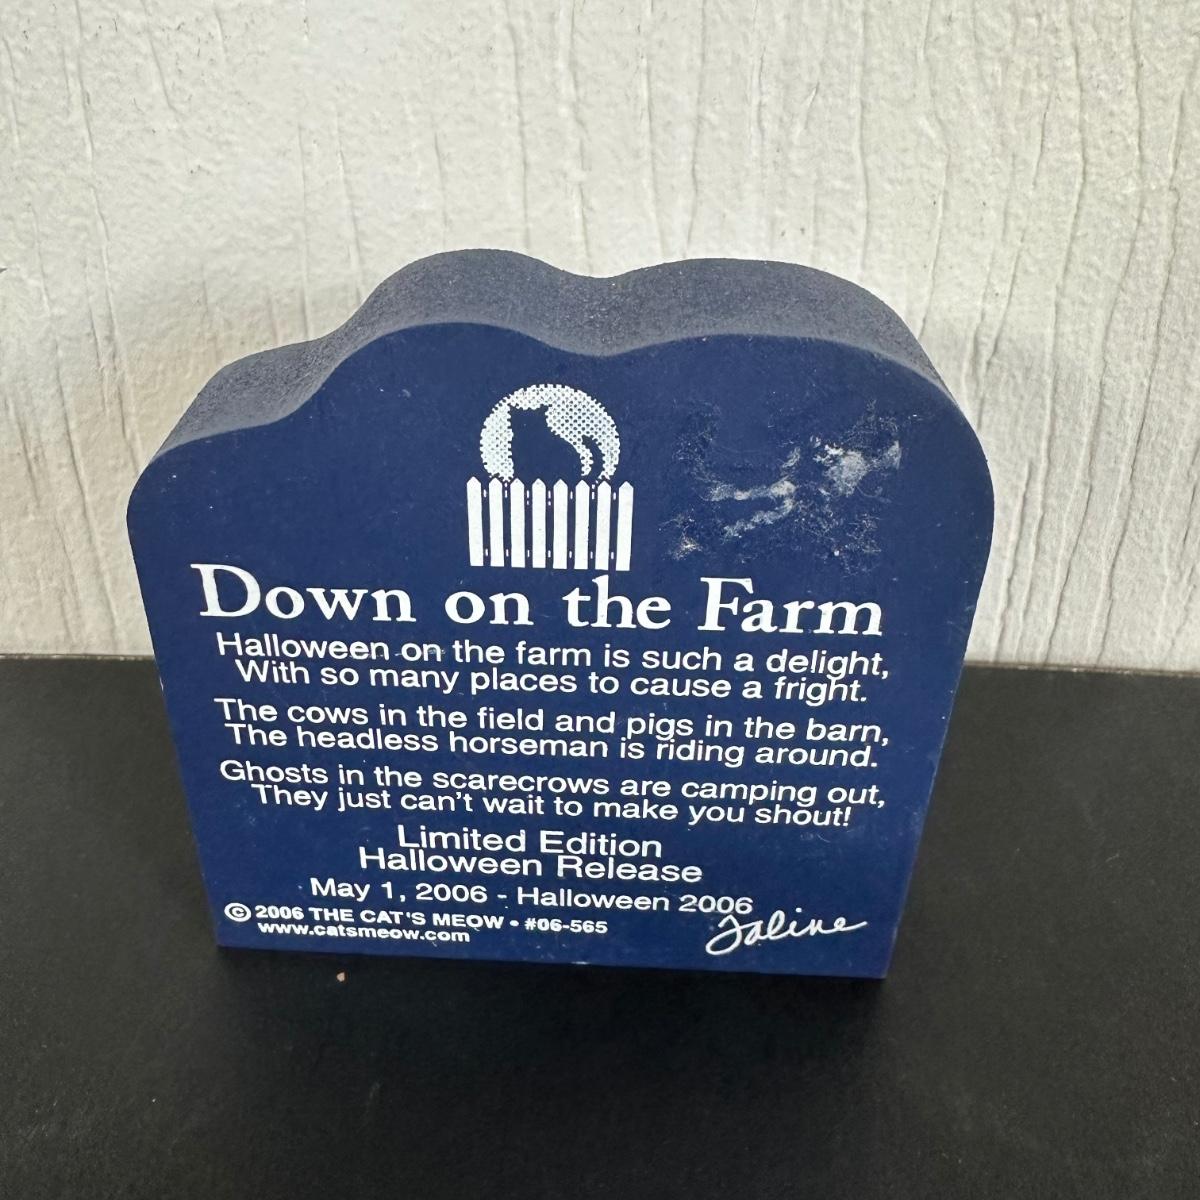 Down on the Farm
Halloween on the farm is such a delight,
With so many places to cause a fright.
The cows in the field and pigs in the barn,
The headless horseman is riding around.
Ghosts in the scarecrows are camping out,
They just can't wait to make you shout!
Limited Edition
Halloween Release
May 1, 2006 - Halloween 2006
© 2006 THE CAT'S MEOW • #06-565
www.catsmeow.com
Faline